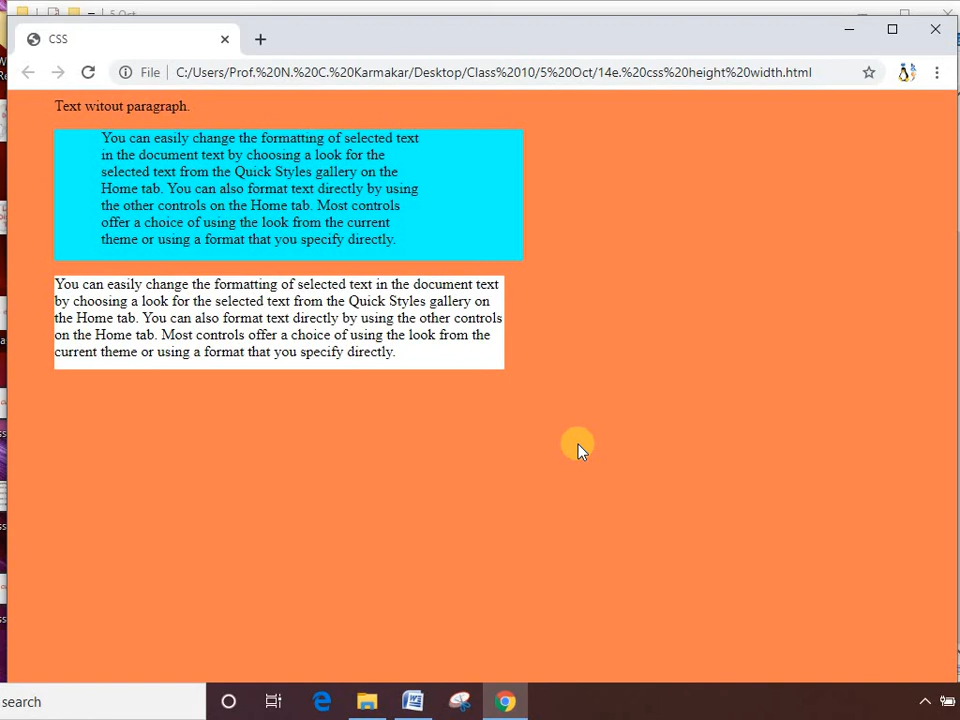 5 Oct
CSS
File
C:/Users/Prof.%20N.%20C.%20Karmakar/Desktop/Class%2010/5%20Oct/14e.%20css%20height%20width.html
Text witout paragraph.
You can easily change the formatting of selected text
in the document text by choosing a look for the
selected text from the Quick Styles gallery on the
Home tab. You can also format text directly by using
the other controls on the Home tab. Most controls
offer a choice of using the look from the current
theme or using a format that you specify directly.
You can easily change the formatting of selected text in the document text
by choosing a look for the selected text from the Quick Styles gallery on
the Home tab. You can also format text directly by using the other controls
on the Home tab. Most controls offer a choice of using the look from the
current theme or using a format that you specify directly.
search